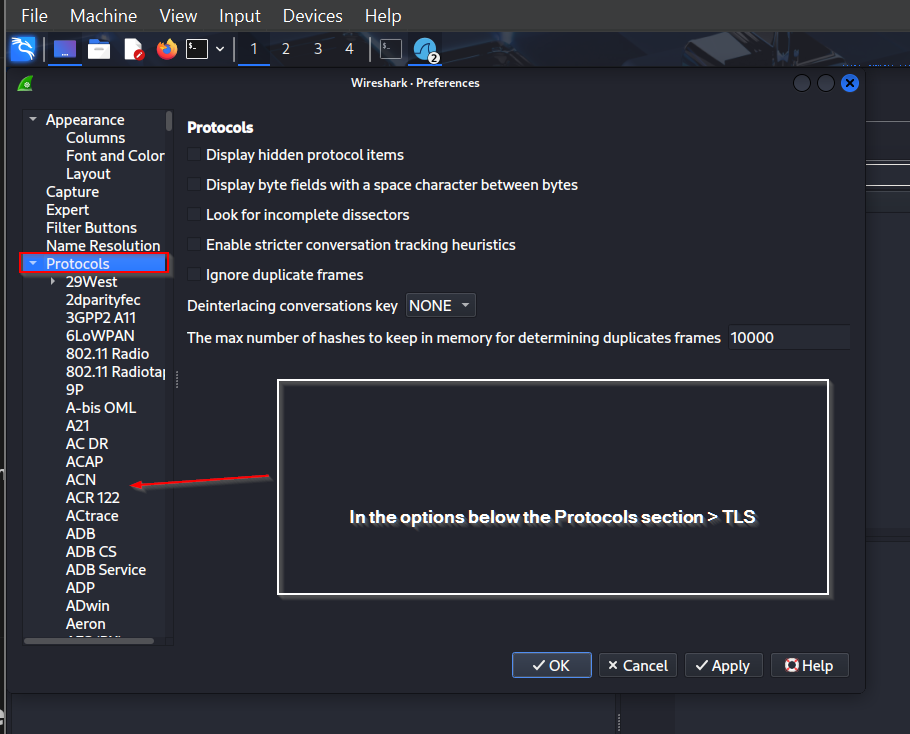 File Machine View Input Devices Help
1 2 3 4 2
Wireshark · Preferences
Appearance
Columns
Font and Color
Layout
Capture
Expert
Filter Buttons
Name Resolution
Protocols
29West
2dparityfec
3GPP2 A11
6LoWPAN
802.11 Radio
802.11 Radiotap
9P
A-bis OML
A21
AC DR
ACAP
ACN
ACR 122
ACtrace
ADB
ADB CS
ADB Service
ADP
ADwin
Aeron
Protocols
Display hidden protocol items
Display byte fields with a space character between bytes
Look for incomplete dissectors
Enable stricter conversation tracking heuristics
Ignore duplicate frames
Deinterlacing conversations key NONE
The max number of hashes to keep in memory for determining duplicates frames 10000
In the options below the Protocols section > TLS
OK Cancel Apply Help